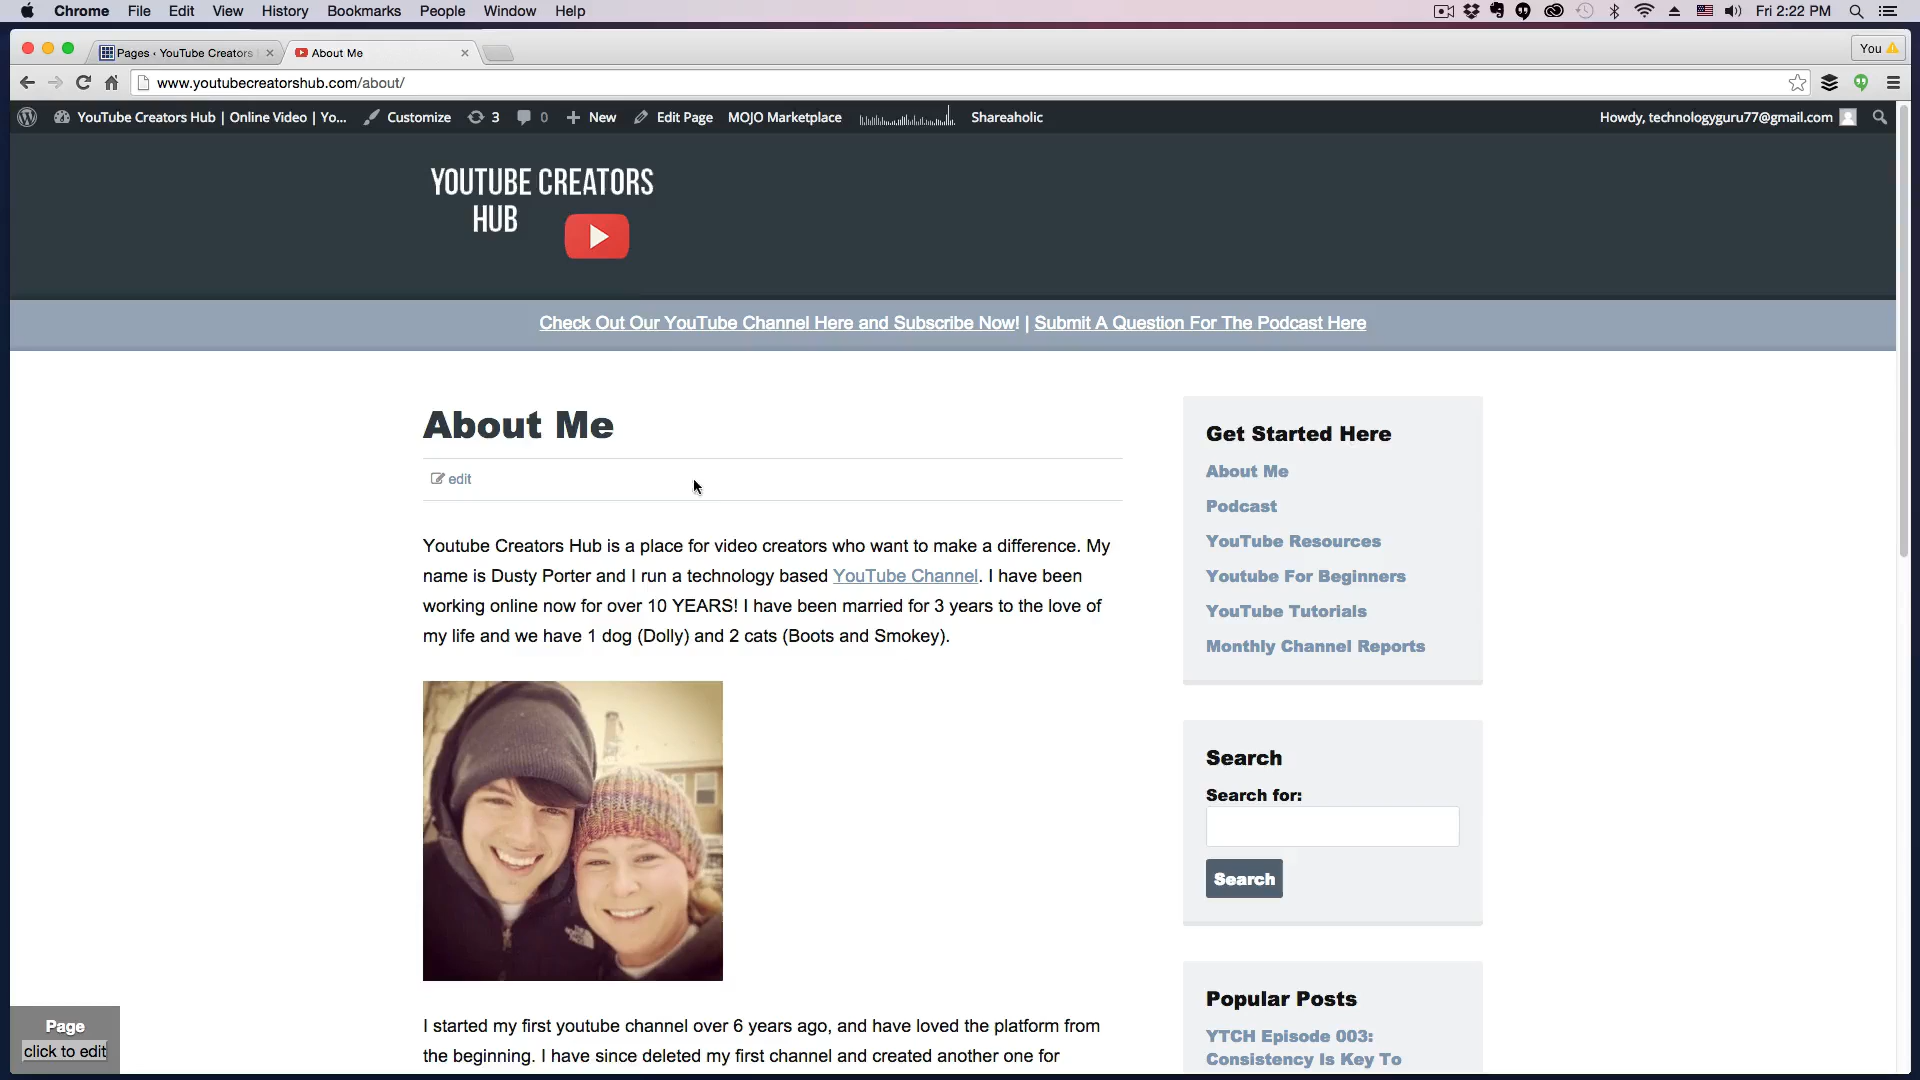 Chrome File Edit View History Bookmarks People Window Help Fri 2:22 PM
Pages ‹ YouTube Creators About Me You
www.youtubecreatorshub.com/about/
YouTube Creators Hub | Online Video | Yo... Customize 3 0 New Edit Page MOJO Marketplace Shareaholic Howdy, technologyguru77@gmail.com
YOUTUBE CREATORS
HUB
Check Out Our YouTube Channel Here and Subscribe Now! | Submit A Question For The Podcast Here
About Me
edit
Youtube Creators Hub is a place for video creators who want to make a difference. My
name is Dusty Porter and I run a technology based YouTube Channel. I have been
working online now for over 10 YEARS! I have been married for 3 years to the love of
my life and we have 1 dog (Dolly) and 2 cats (Boots and Smokey).
I started my first youtube channel over 6 years ago, and have loved the platform from
the beginning. I have since deleted my first channel and created another one for
Get Started Here
About Me
Podcast
YouTube Resources
Youtube For Beginners
YouTube Tutorials
Monthly Channel Reports
Search
Search for:
Search
Popular Posts
YTCH Episode 003:
Consistency Is Key To
Page
click to edit